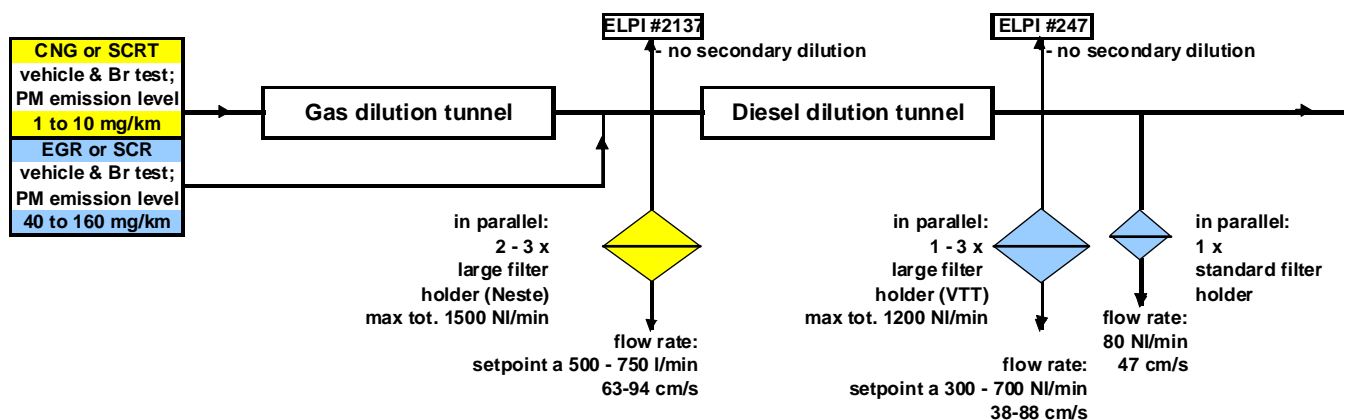 ELPI #2137
- no secondary dilution
ELPI #247
- no secondary dilution
CNG or SCRT
vehicle & Br test;
PM emission level
1 to 10 mg/km
EGR or SCR
vehicle & Br test;
PM emission level
40 to 160 mg/km
Gas dilution tunnel
Diesel dilution tunnel
in parallel:
2 - 3 x
large filter
holder (Neste)
max tot. 1500 Nl/min
flow rate:
setpoint a 500 - 750 l/min
63-94 cm/s
in parallel:
1 - 3 x
large filter
holder (VTT)
max tot. 1200 Nl/min
flow rate:
setpoint a 300 - 700 Nl/min
38-88 cm/s
in parallel:
1 x
standard filter
holder
flow rate:
80 Nl/min
47 cm/s